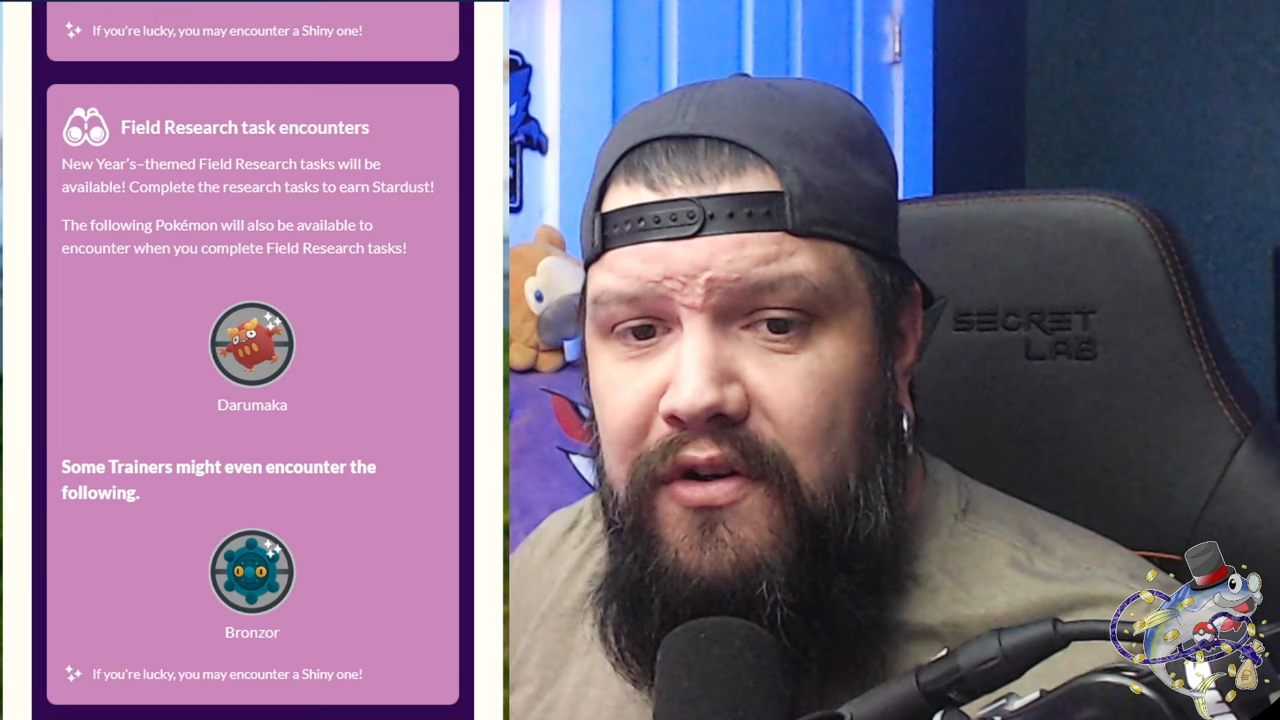 If you're lucky, you may encounter a Shiny one!
Field Research task encounters
New Year's–themed Field Research tasks will be
available! Complete the research tasks to earn Stardust!
The following Pokémon will also be available to
encounter when you complete Field Research tasks!
Darumaka
Some Trainers might even encounter the
following.
Bronzor
If you're lucky, you may encounter a Shiny one!
SECRET
LAB